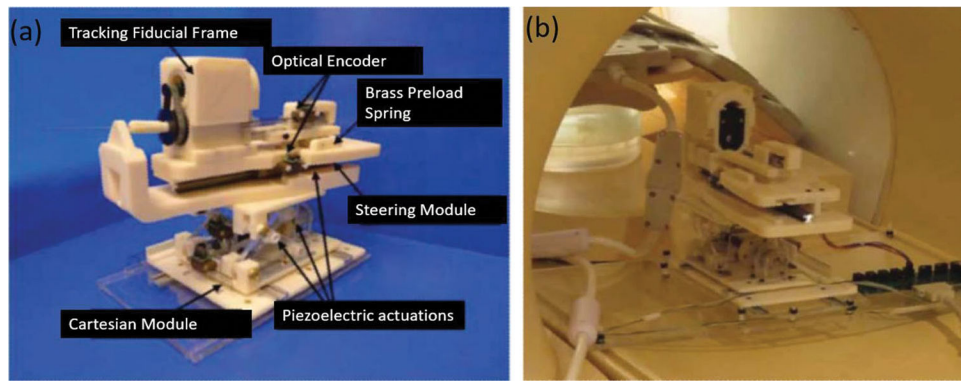 (a)
Tracking Fiducial Frame
Optical Encoder
Brass Preload
Spring
Steering Module
Piezoelectric actuations
Cartesian Module
(b)